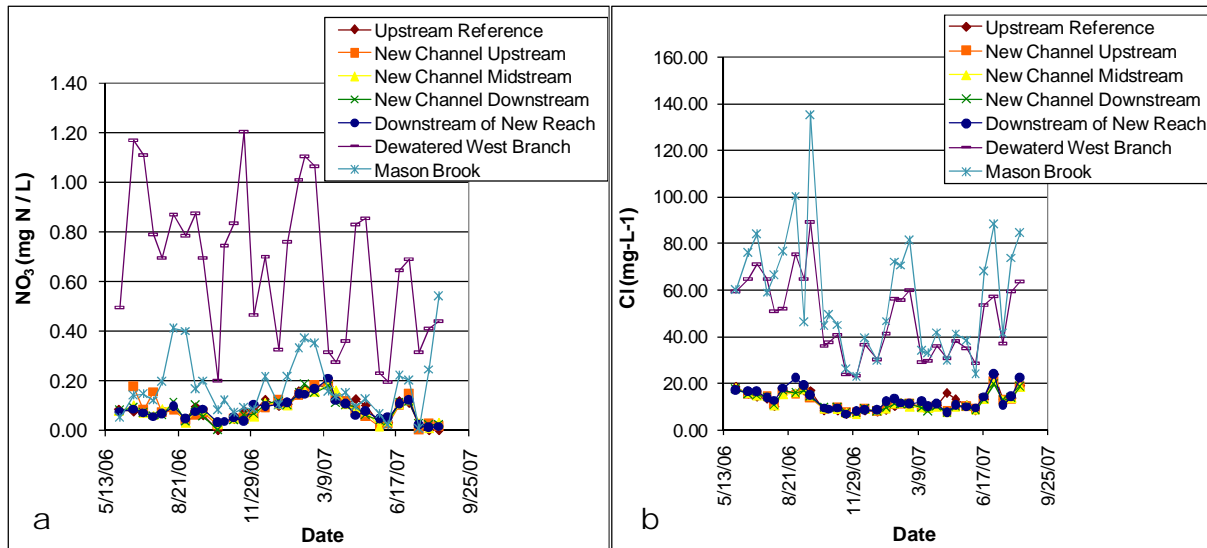 Upstream Reference
New Channel Upstream
New Channel Midstream
New Channel Downstream
Downstream of New Reach
Dewaterd West Branch
Mason Brook
NO3 (mg N / L)
1.40
1.20
1.00
0.80
0.60
0.40
0.20
0.00
5/13/06
8/21/06
11/29/06
3/9/07
6/17/07
9/25/07
Date
a
Upstream Reference
New Channel Upstream
New Channel Midstream
New Channel Downstream
Downstream of New Reach
Dewaterd West Branch
Mason Brook
Cl (mg-L-1)
160.00
140.00
120.00
100.00
80.00
60.00
40.00
20.00
0.00
5/13/06
8/21/06
11/29/06
3/9/07
6/17/07
9/25/07
Date
b